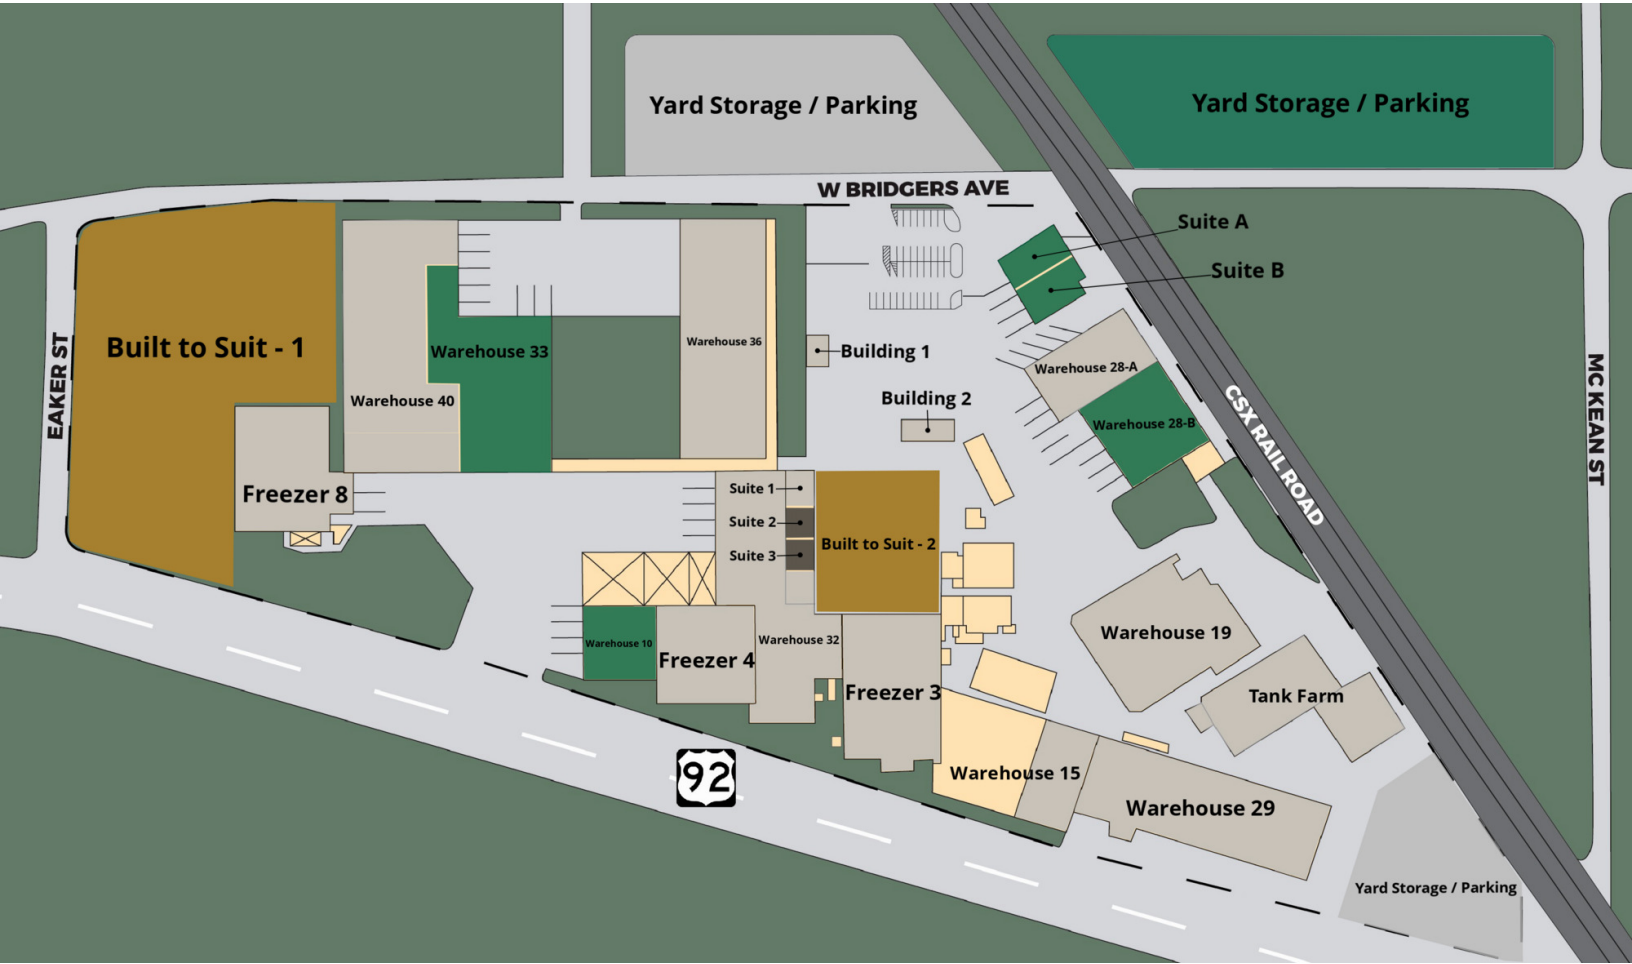 Yard Storage / Parking
Yard Storage / Parking
W BRIDGERS AVE
Suite A
Suite B
EAKER ST
Built to Suit - 1
Warehouse 33
Warehouse 36
Building 1
Warehouse 28-A
MC KEAN ST
Warehouse 40
Building 2
Warehouse 28-B
CSX RAIL ROAD
Freezer 8
Suite 1
Suite 2
Suite 3
Built to Suit - 2
Warehouse 10
Freezer 4
Warehouse 32
Freezer 3
Warehouse 19
Tank Farm
92
Warehouse 15
Warehouse 29
Yard Storage / Parking